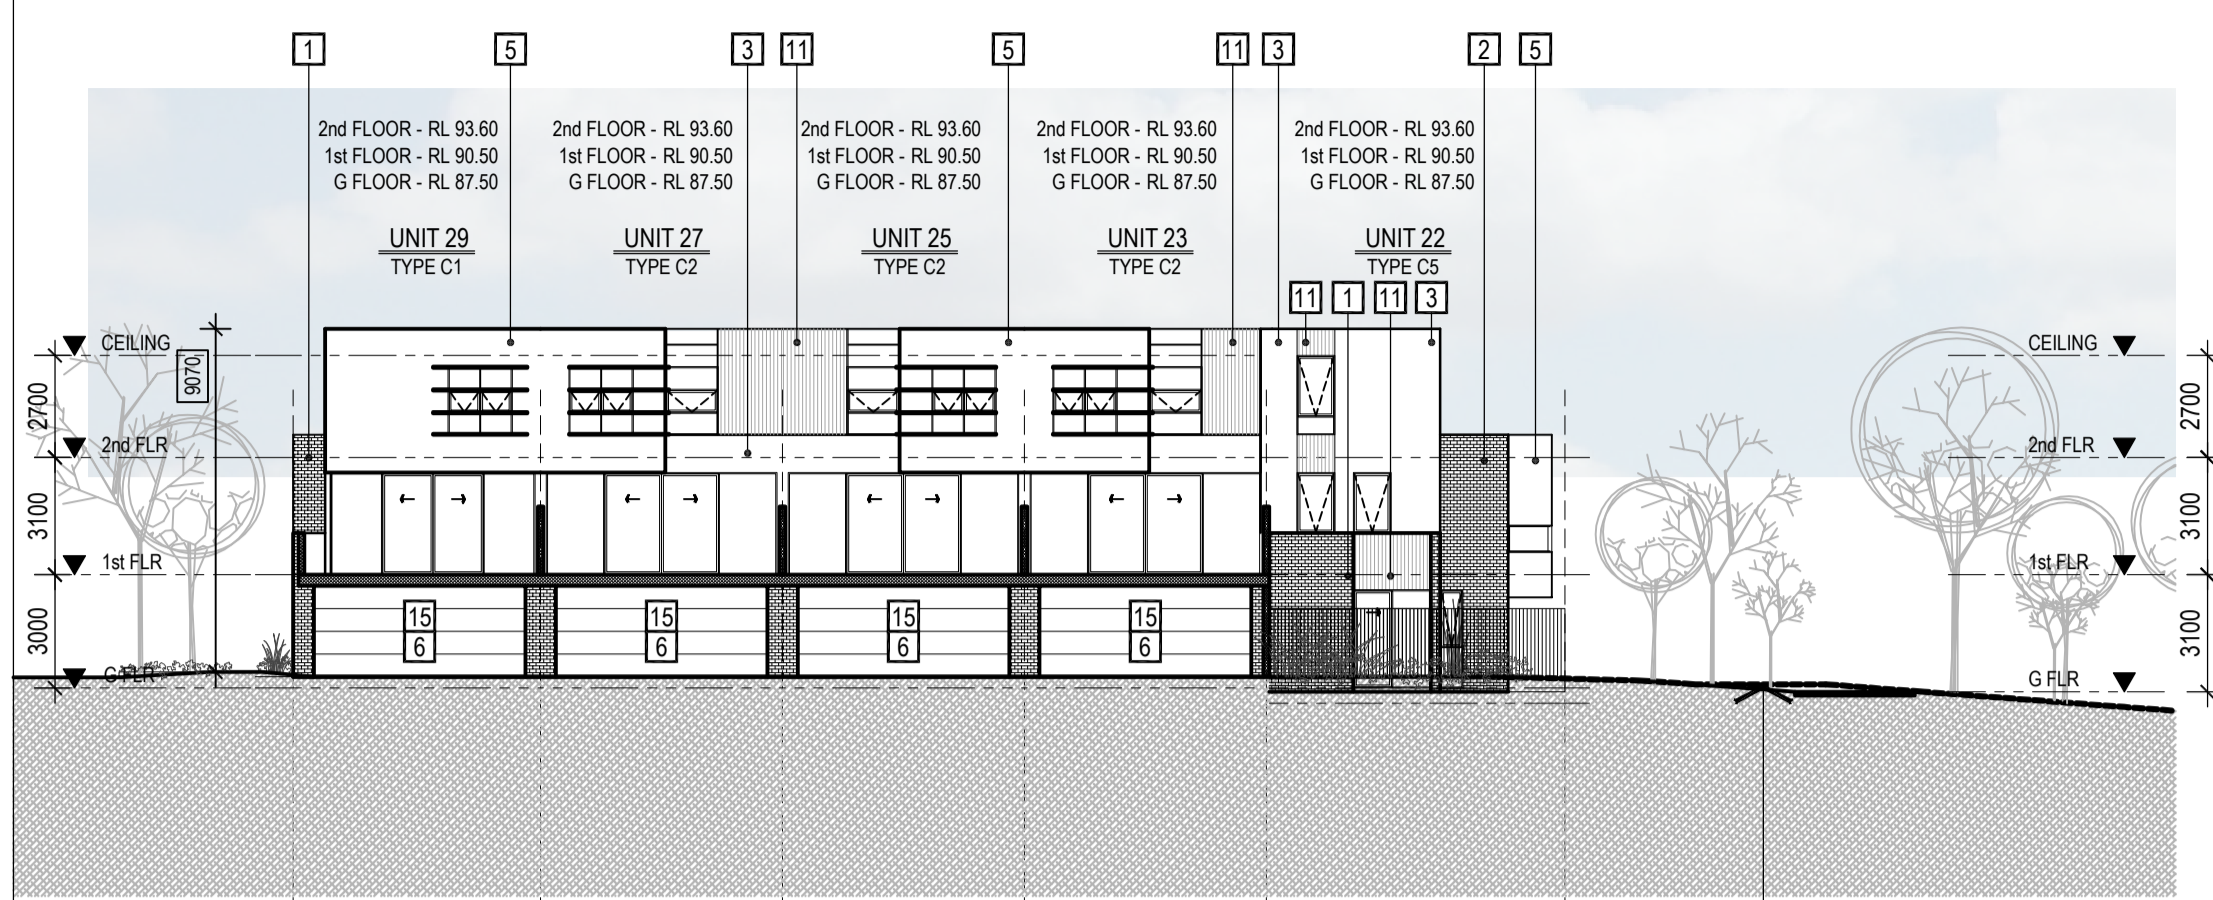 1 5 3 11 5 11 3 2 5
2nd FLOOR - RL 93.60
1st FLOOR - RL 90.50
G FLOOR - RL 87.50
UNIT 29
TYPE C1
2nd FLOOR - RL 93.60
1st FLOOR - RL 90.50
G FLOOR - RL 87.50
UNIT 27
TYPE C2
2nd FLOOR - RL 93.60
1st FLOOR - RL 90.50
G FLOOR - RL 87.50
UNIT 25
TYPE C2
2nd FLOOR - RL 93.60
1st FLOOR - RL 90.50
G FLOOR - RL 87.50
UNIT 23
TYPE C2
2nd FLOOR - RL 93.60
1st FLOOR - RL 90.50
G FLOOR - RL 87.50
UNIT 22
TYPE C5
11 1 11 3
CEILING
9070
2700
2nd FLR
3100
1st FLR
3000
G FLR
15 15 15 15
6 6 6 6
CEILING
2700
2nd FLR
3100
1st FLR
3100
G FLR